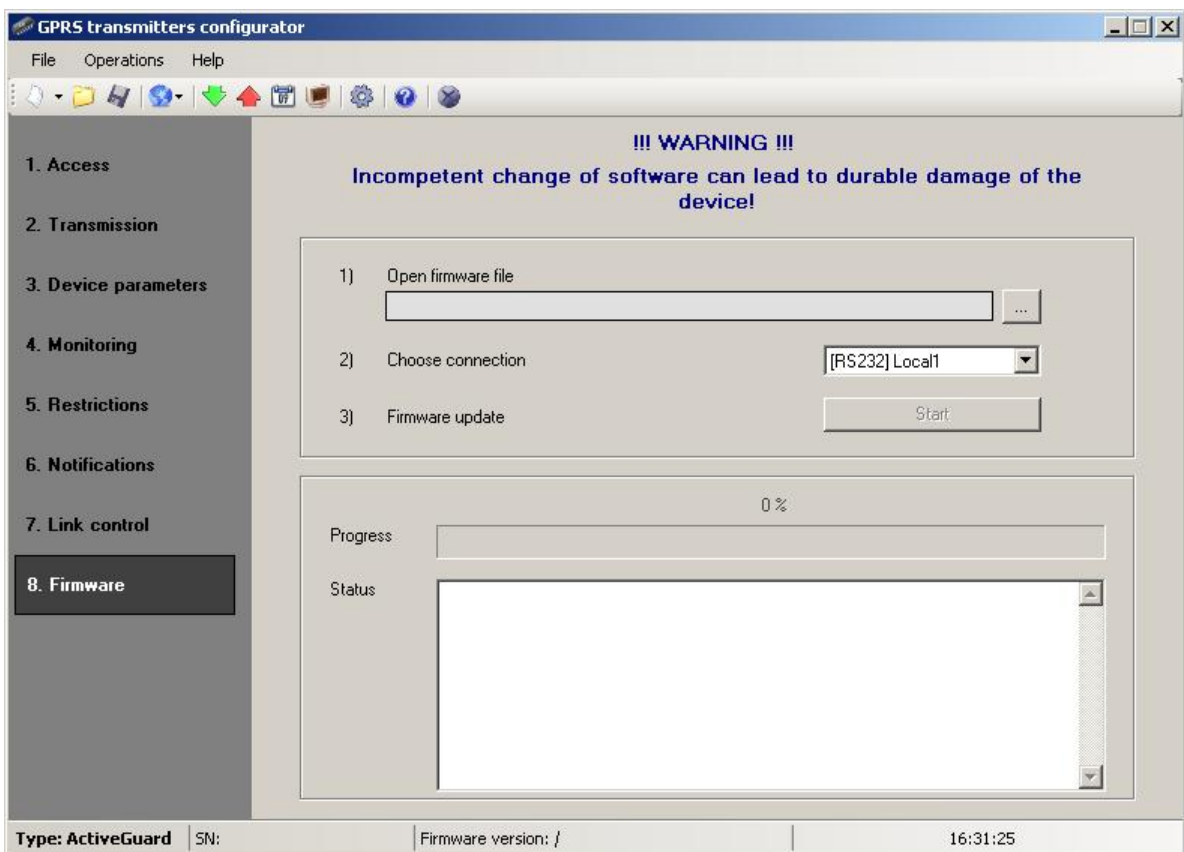 GPRS transmitters configurator
File Operations Help
1. Access
2. Transmission
3. Device parameters
4. Monitoring
5. Restrictions
6. Notifications
7. Link control
8. Firmware
!!! WARNING !!!
Incompetent change of software can lead to durable damage of the
device!
1) Open firmware file
...
2) Choose connection [RS232] Local1
3) Firmware update Start
0 %
Progress
Status
Type: ActiveGuard SN: Firmware version: / 16:31:25